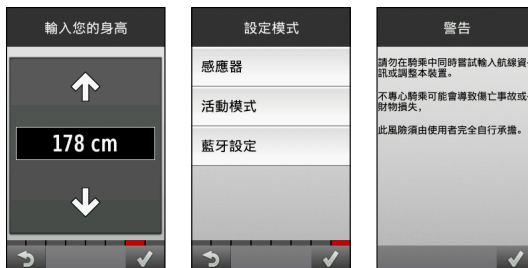 輸入您的身高
178 cm
設定模式
感應器
活動模式
藍牙設定
警告
請勿在騎乘中同時嘗試輸入航線資
訊或調整本裝置。
不專心騎乘可能會導致傷亡事故或
財物損失，
此風險須由使用者完全自行承擔。